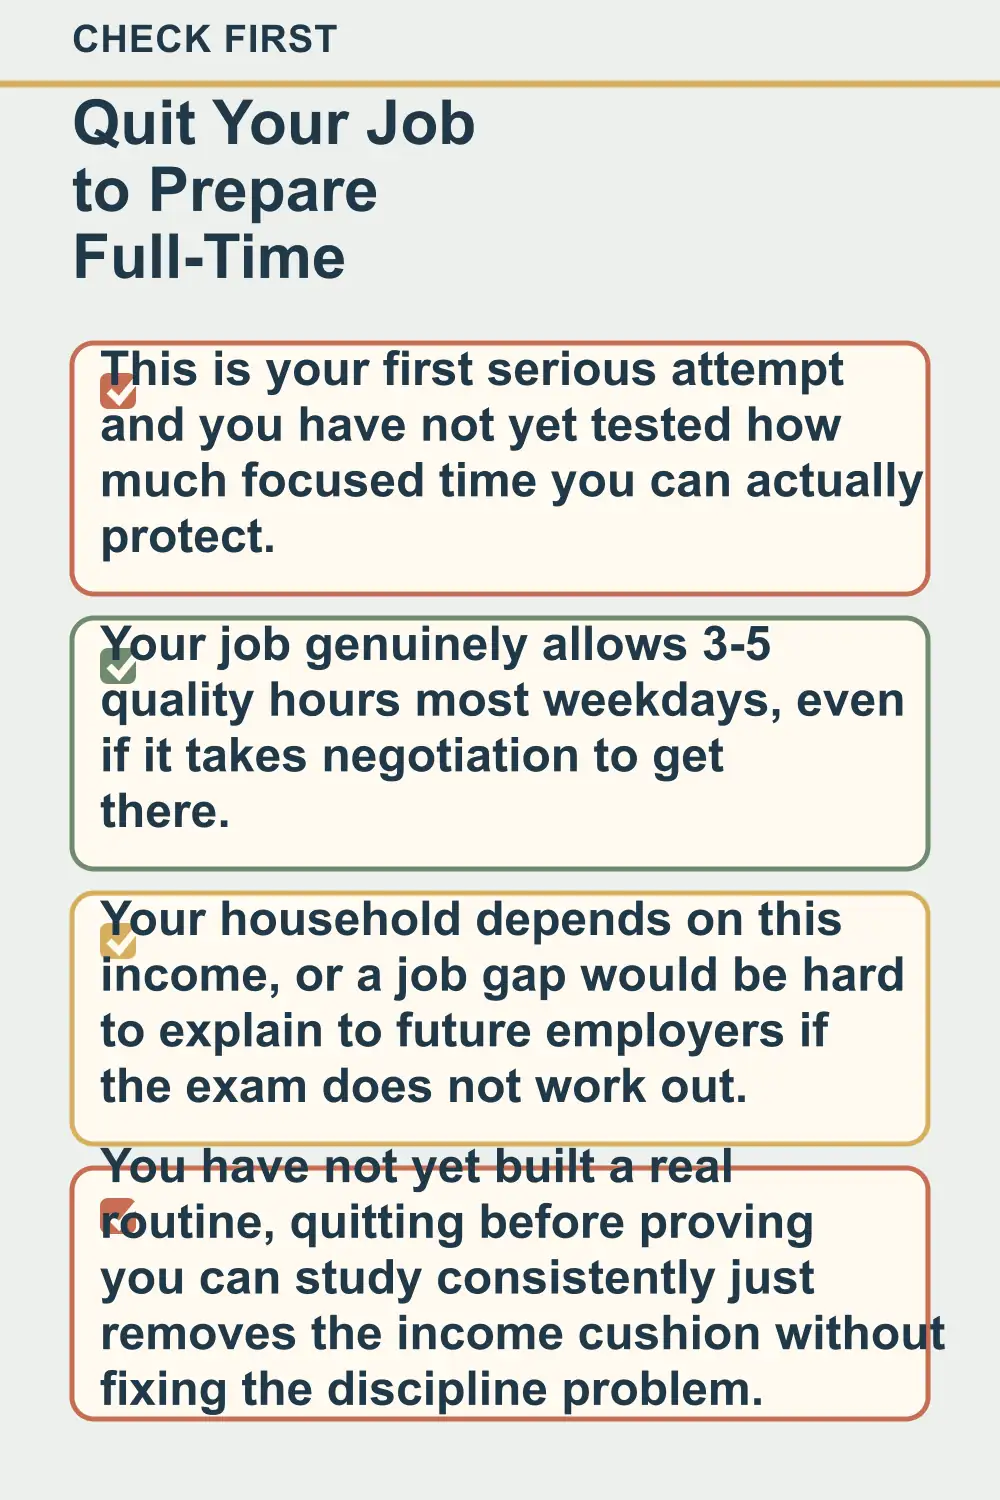 CHECK FIRST
Quit Your Job
to Prepare
Full-Time
This is your first serious attempt
and you have not yet tested how
much focused time you can actually
protect.
Your job genuinely allows 3-5
quality hours most weekdays, even
if it takes negotiation to get
there.
Your household depends on this
income, or a job gap would be hard
to explain to future employers if
the exam does not work out.
You have not yet built a real
routine, quitting before proving
you can study consistently just
removes the income cushion without
fixing the discipline problem.